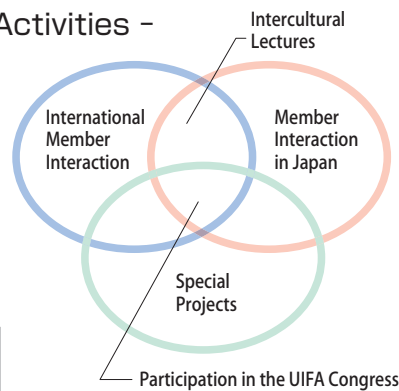 Activities –
Intercultural
Lectures
International
Member
Interaction
Member
Interaction
in Japan
Special
Projects
Participation in the UIFA Congress